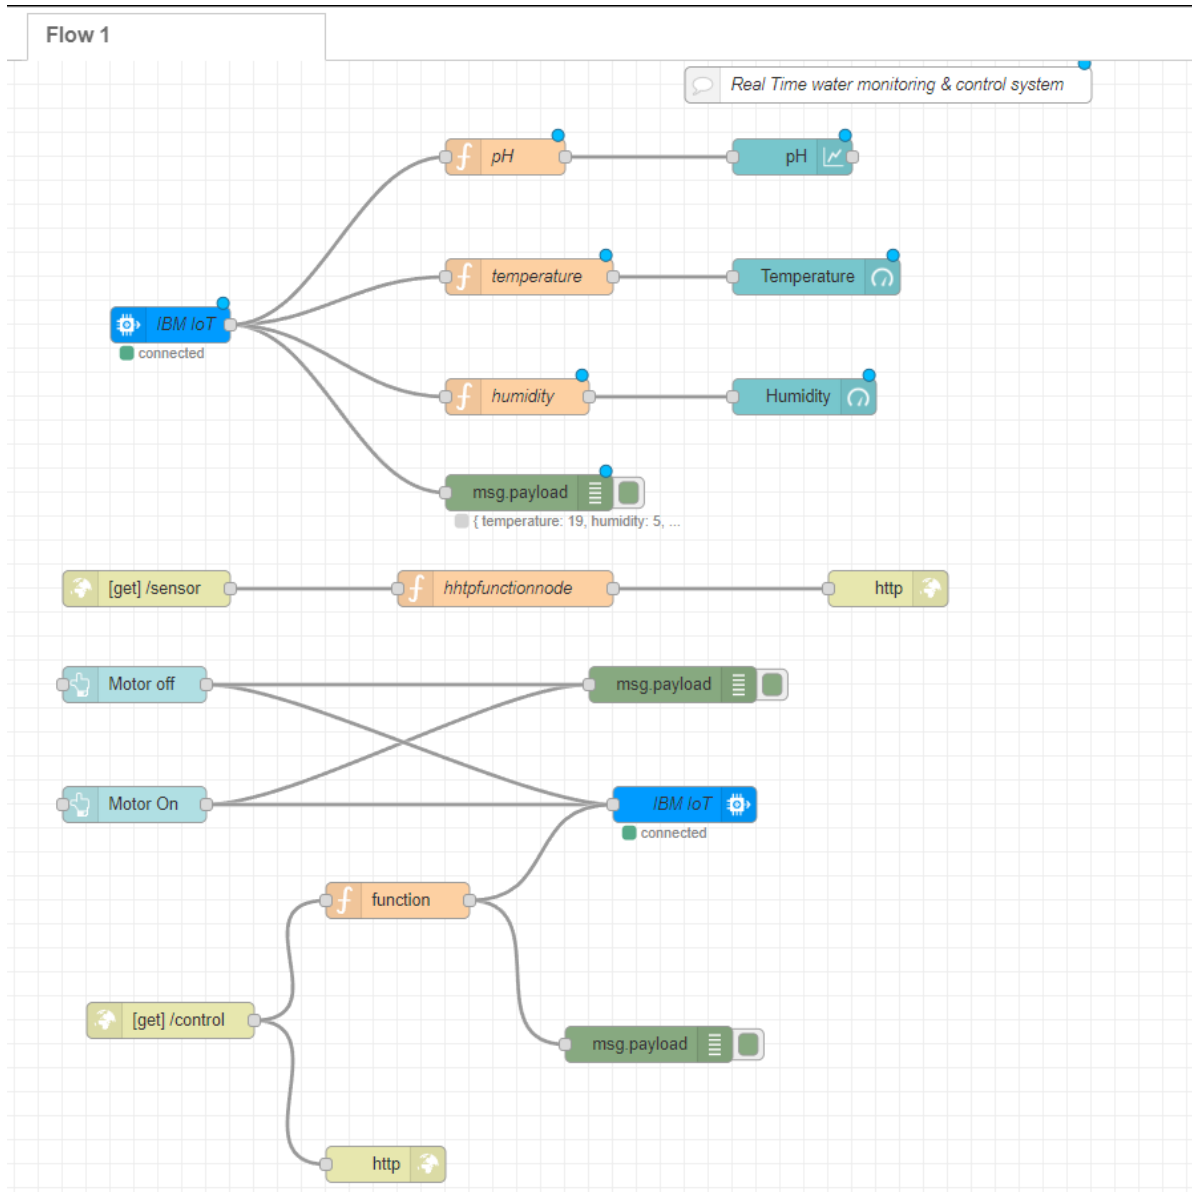 Flow 1
Real Time water monitoring & control system
pH
pH
temperature
Temperature
IBM IoT
connected
humidity
Humidity
msg.payload
{ temperature: 19, humidity: 5, ...
[get] /sensor
hhtpfunctionnode
http
Motor off
msg.payload
Motor On
IBM IoT
connected
function
[get] /control
msg.payload
http